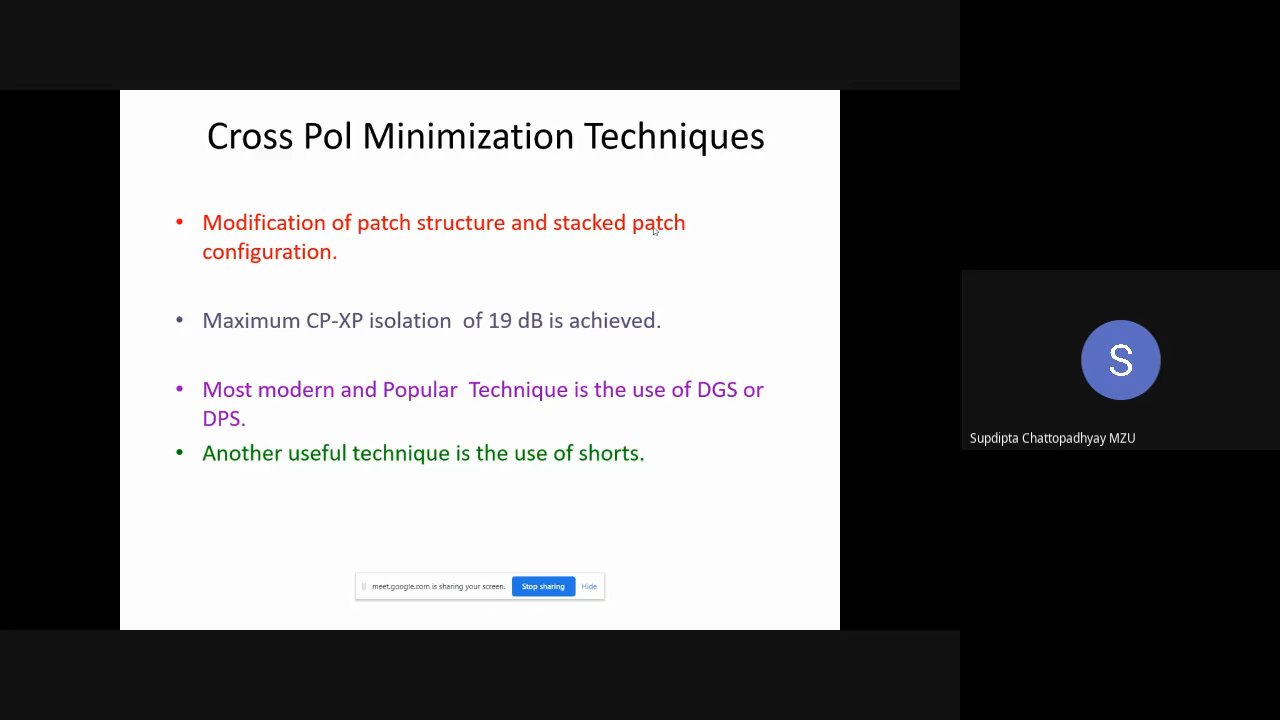 Cross Pol Minimization Techniques
• Modification of patch structure and stacked patch
configuration.
• Maximum CP-XP isolation of 19 dB is achieved.
• Most modern and Popular Technique is the use of DGS or
DPS.
• Another useful technique is the use of shorts.
meet.google.com is sharing your screen. Stop sharing Hide
S
Supdipta Chattopadhyay MZU